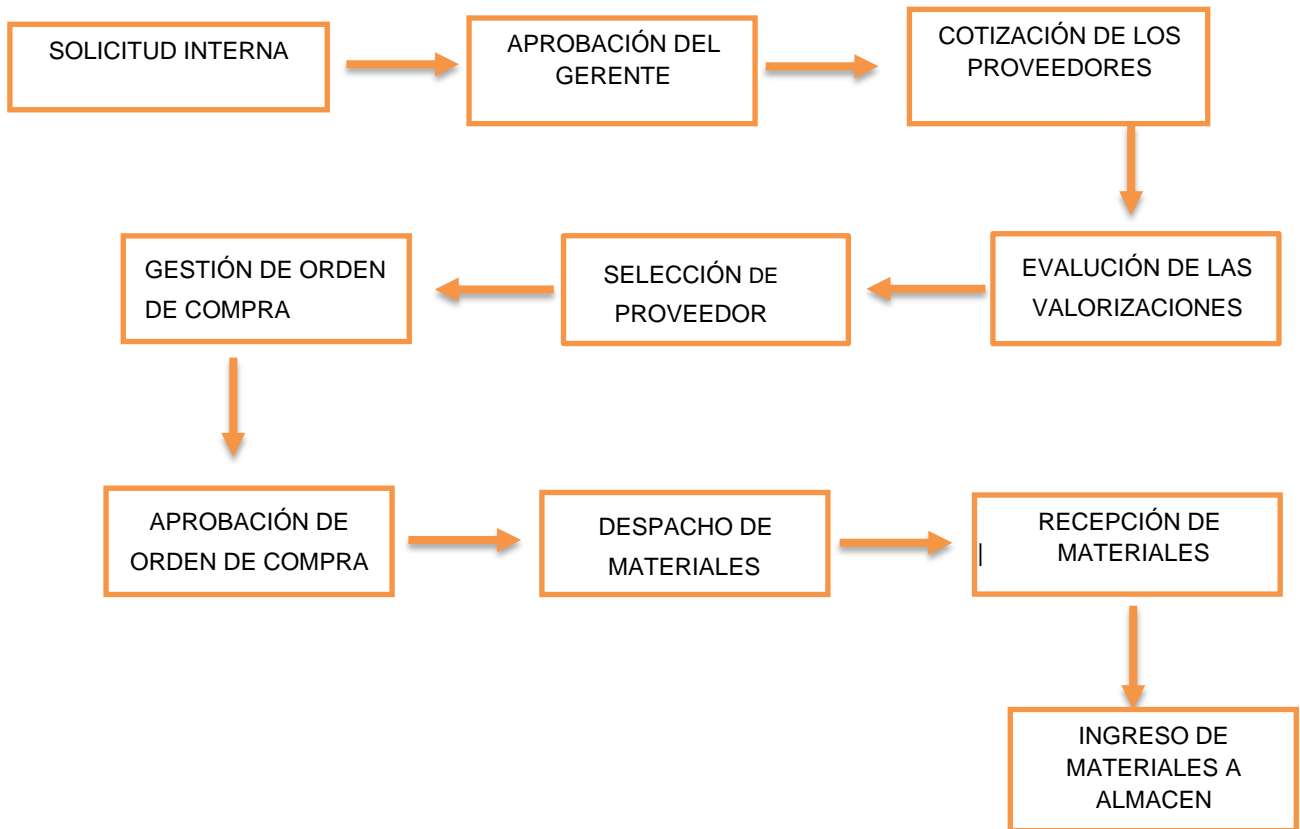 SOLICITUD INTERNA
APROBACIÓN DEL
GERENTE
COTIZACIÓN DE LOS
PROVEEDORES
EVALUCIÓN DE LAS
VALORIZACIONES
SELECCIÓN DE
PROVEEDOR
GESTIÓN DE ORDEN
DE COMPRA
APROBACIÓN DE
ORDEN DE COMPRA
DESPACHO DE
MATERIALES
RECEPCIÓN DE
| MATERIALES
INGRESO DE
MATERIALES A
ALMACEN